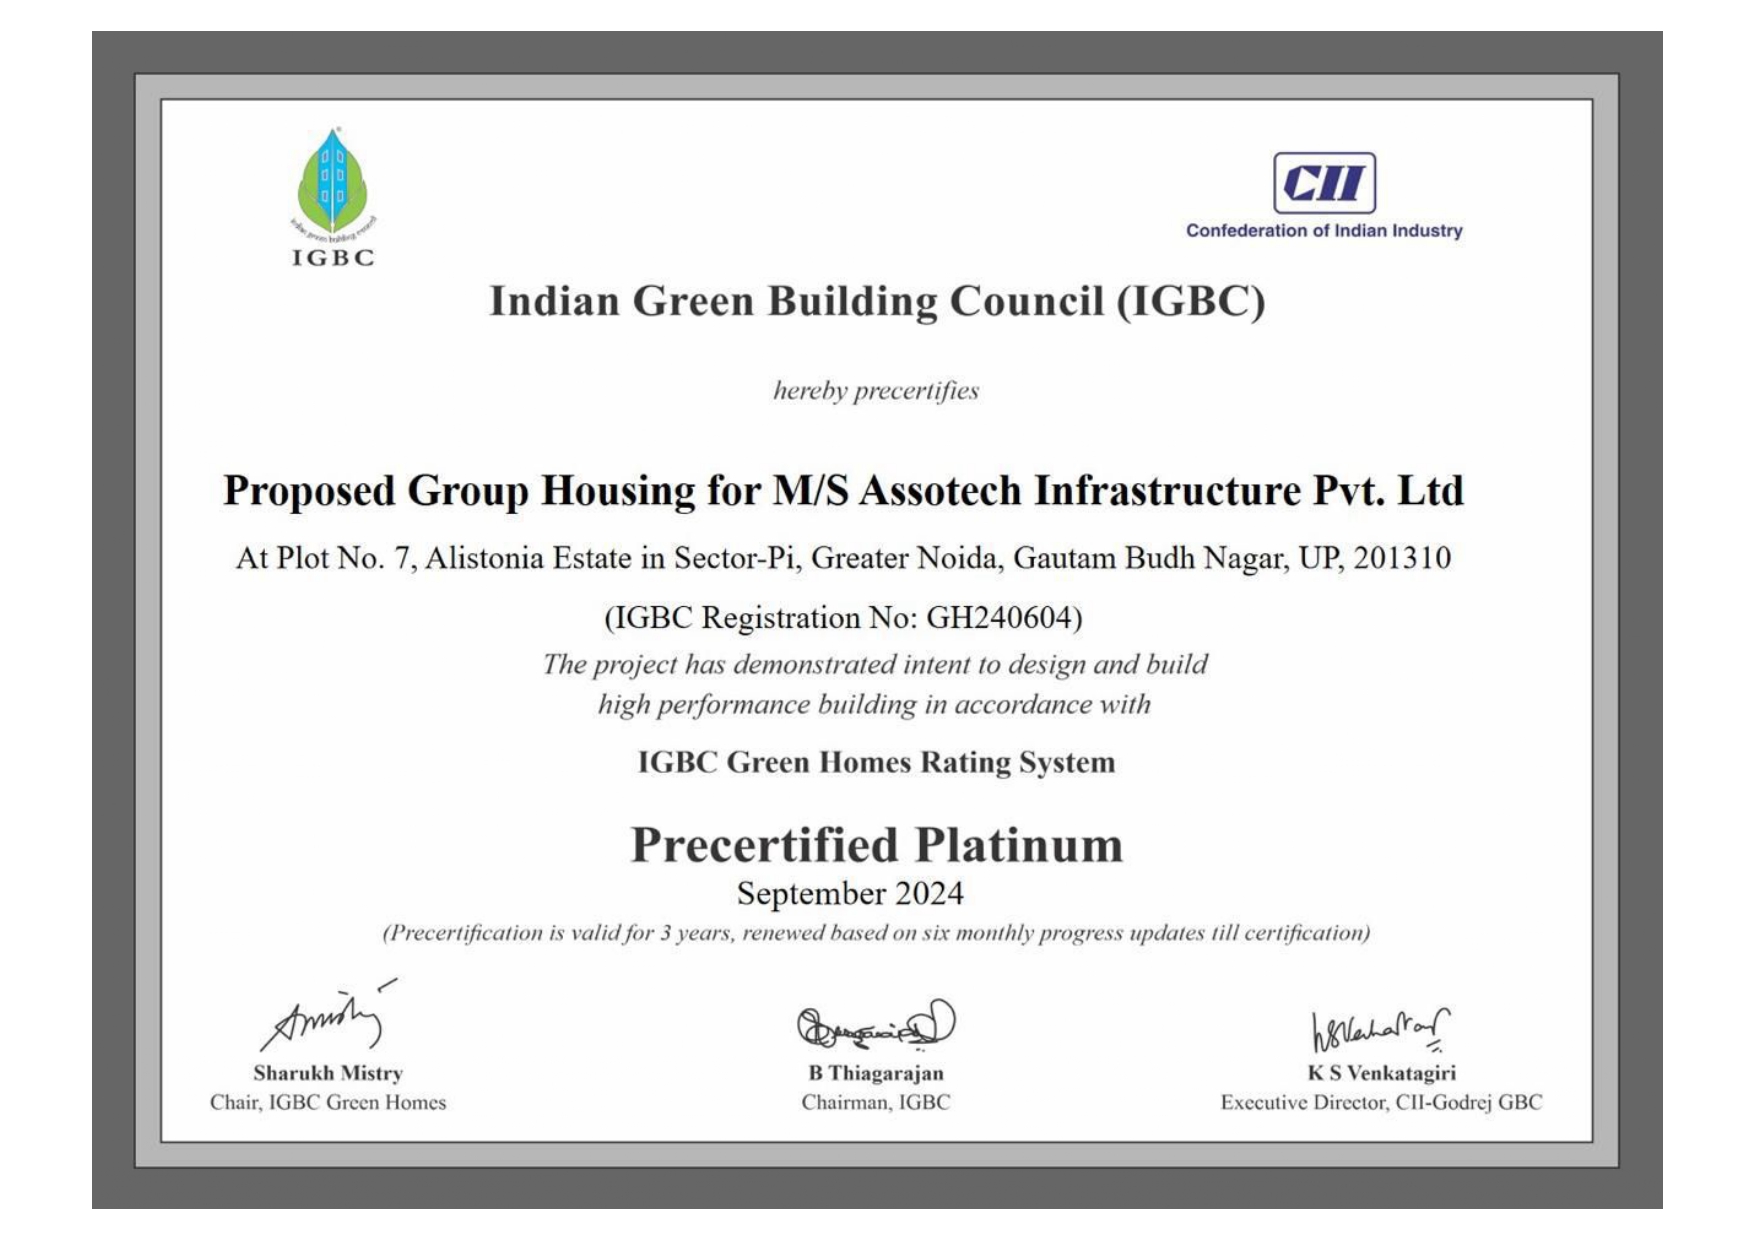 indian green building council
IGBC
CII
Confederation of Indian Industry
Indian Green Building Council (IGBC)
hereby precertifies
Proposed Group Housing for M/S Assotech Infrastructure Pvt. Ltd
At Plot No. 7, Alistonia Estate in Sector-Pi, Greater Noida, Gautam Budh Nagar, UP, 201310
(IGBC Registration No: GH240604)
The project has demonstrated intent to design and build
high performance building in accordance with
IGBC Green Homes Rating System
Precertified Platinum
September 2024
(Precertification is valid for 3 years, renewed based on six monthly progress updates till certification)
Sharukh Mistry
Chair, IGBC Green Homes
B Thiagarajan
Chairman, IGBC
K S Venkatagiri
Executive Director, CII-Godrej GBC